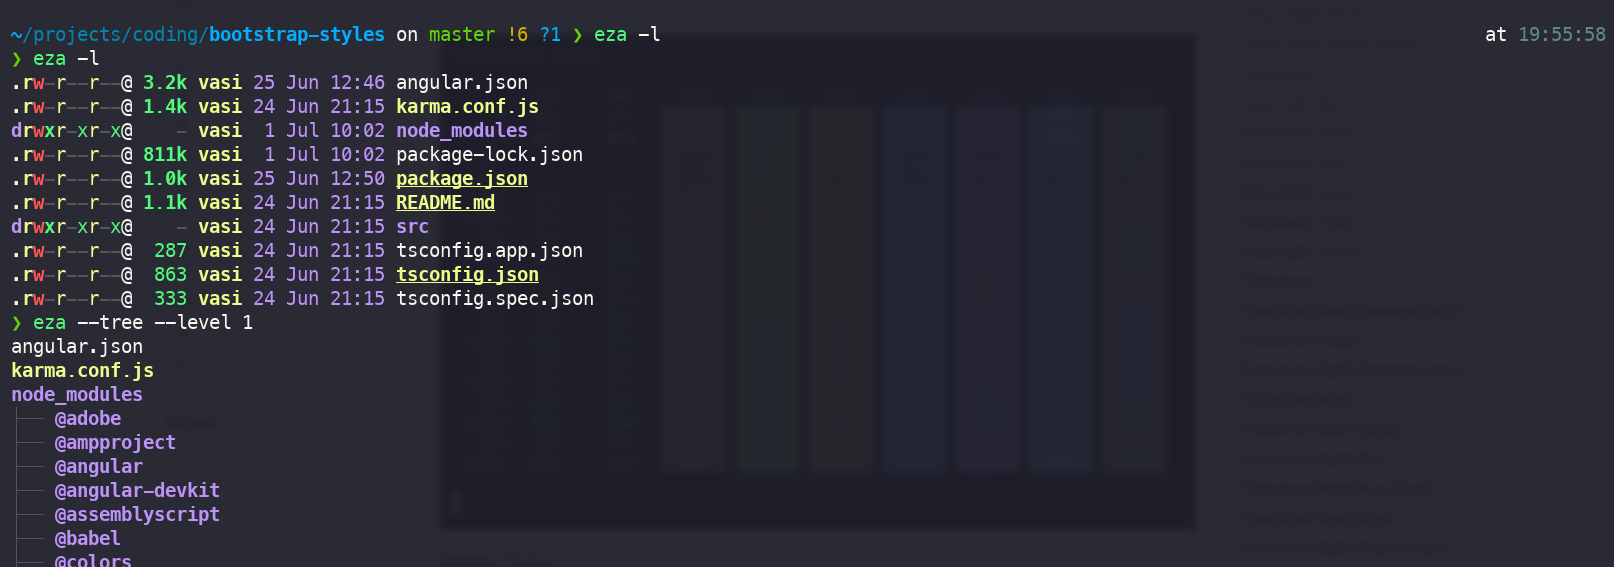 ~/projects/coding/bootstrap-styles on master !6 ?1 ❯ eza -l at 19:55:58
❯ eza -l
.rw-r--r--@ 3.2k vasi 25 Jun 12:46 angular.json
.rw-r--r--@ 1.4k vasi 24 Jun 21:15 karma.conf.js
drwxr-xr-x@    - vasi  1 Jul 10:02 node_modules
.rw-r--r--@ 811k vasi  1 Jul 10:02 package-lock.json
.rw-r--r--@ 1.0k vasi 25 Jun 12:50 package.json
.rw-r--r--@ 1.1k vasi 24 Jun 21:15 README.md
drwxr-xr-x@    - vasi 24 Jun 21:15 src
.rw-r--r--@  287 vasi 24 Jun 21:15 tsconfig.app.json
.rw-r--r--@  863 vasi 24 Jun 21:15 tsconfig.json
.rw-r--r--@  333 vasi 24 Jun 21:15 tsconfig.spec.json
❯ eza --tree --level 1
angular.json
karma.conf.js
node_modules
├── @adobe
├── @ampproject
├── @angular
├── @angular-devkit
├── @assemblyscript
├── @babel
├── @colors